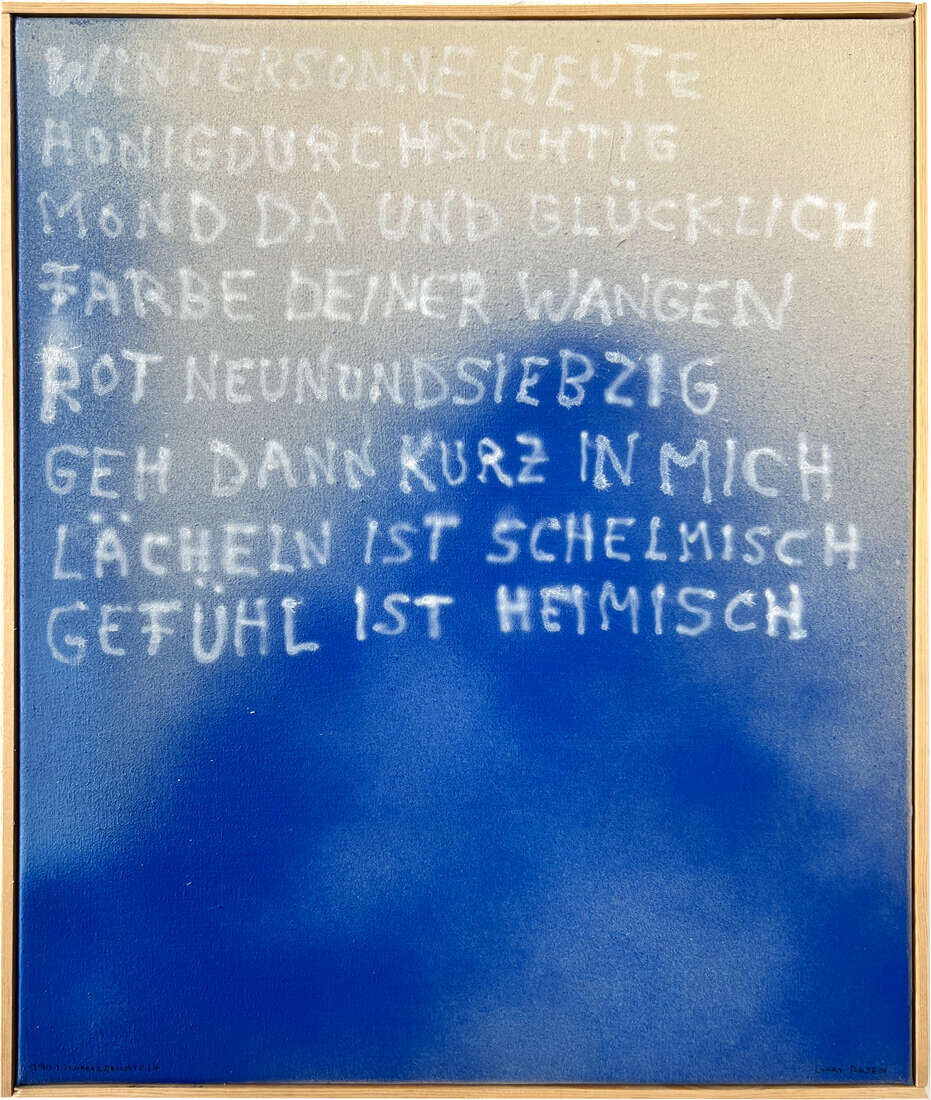 WINTERSONNE HEUTE
HONIGDURCHSICHTIG
MOND DA UND GLÜCKLICH
FARBE DEINER WANGEN
ROT NEUNUNDSIEBZIG
GEH DANN KURZ IN MICH
LÄCHELN IST SCHELMISCH
GEFÜHL IST HEIMISCH
ROSEN